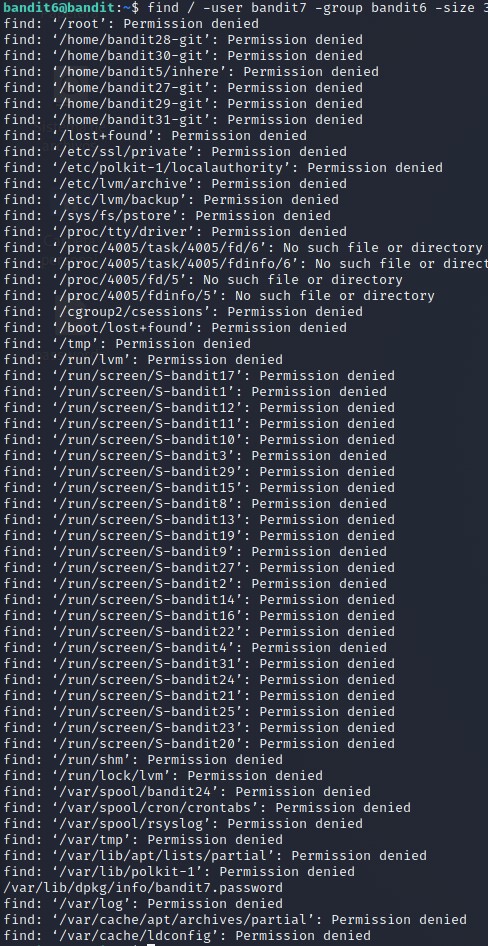 bandit6@bandit:~$ find / -user bandit7 -group bandit6 -size 3
find: ‘/root’: Permission denied
find: ‘/home/bandit28-git’: Permission denied
find: ‘/home/bandit30-git’: Permission denied
find: ‘/home/bandit5/inhere’: Permission denied
find: ‘/home/bandit27-git’: Permission denied
find: ‘/home/bandit29-git’: Permission denied
find: ‘/home/bandit31-git’: Permission denied
find: ‘/lost+found’: Permission denied
find: ‘/etc/ssl/private’: Permission denied
find: ‘/etc/polkit-1/localauthority’: Permission denied
find: ‘/etc/lvm/archive’: Permission denied
find: ‘/etc/lvm/backup’: Permission denied
find: ‘/sys/fs/pstore’: Permission denied
find: ‘/proc/tty/driver’: Permission denied
find: ‘/proc/4005/task/4005/fd/6’: No such file or directory
find: ‘/proc/4005/task/4005/fdinfo/6’: No such file or direct
find: ‘/proc/4005/fd/5’: No such file or directory
find: ‘/proc/4005/fdinfo/5’: No such file or directory
find: ‘/cgroup2/csessions’: Permission denied
find: ‘/boot/lost+found’: Permission denied
find: ‘/tmp’: Permission denied
find: ‘/run/lvm’: Permission denied
find: ‘/run/screen/S-bandit17’: Permission denied
find: ‘/run/screen/S-bandit1’: Permission denied
find: ‘/run/screen/S-bandit12’: Permission denied
find: ‘/run/screen/S-bandit11’: Permission denied
find: ‘/run/screen/S-bandit10’: Permission denied
find: ‘/run/screen/S-bandit3’: Permission denied
find: ‘/run/screen/S-bandit29’: Permission denied
find: ‘/run/screen/S-bandit15’: Permission denied
find: ‘/run/screen/S-bandit8’: Permission denied
find: ‘/run/screen/S-bandit13’: Permission denied
find: ‘/run/screen/S-bandit19’: Permission denied
find: ‘/run/screen/S-bandit9’: Permission denied
find: ‘/run/screen/S-bandit27’: Permission denied
find: ‘/run/screen/S-bandit2’: Permission denied
find: ‘/run/screen/S-bandit14’: Permission denied
find: ‘/run/screen/S-bandit16’: Permission denied
find: ‘/run/screen/S-bandit22’: Permission denied
find: ‘/run/screen/S-bandit4’: Permission denied
find: ‘/run/screen/S-bandit31’: Permission denied
find: ‘/run/screen/S-bandit24’: Permission denied
find: ‘/run/screen/S-bandit21’: Permission denied
find: ‘/run/screen/S-bandit25’: Permission denied
find: ‘/run/screen/S-bandit23’: Permission denied
find: ‘/run/screen/S-bandit20’: Permission denied
find: ‘/run/shm’: Permission denied
find: ‘/run/lock/lvm’: Permission denied
find: ‘/var/spool/bandit24’: Permission denied
find: ‘/var/spool/cron/crontabs’: Permission denied
find: ‘/var/spool/rsyslog’: Permission denied
find: ‘/var/tmp’: Permission denied
find: ‘/var/lib/apt/lists/partial’: Permission denied
find: ‘/var/lib/polkit-1’: Permission denied
/var/lib/dpkg/info/bandit7.password
find: ‘/var/log’: Permission denied
find: ‘/var/cache/apt/archives/partial’: Permission denied
find: ‘/var/cache/ldconfig’: Permission denied